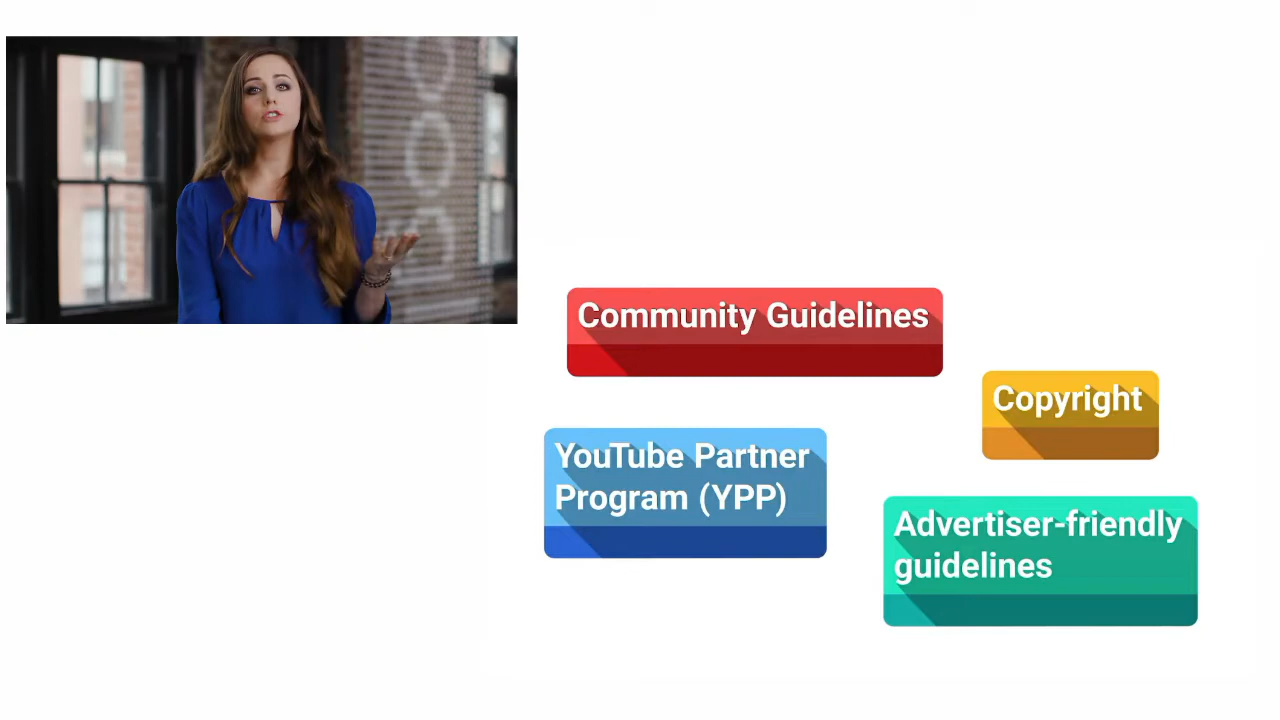 Community Guidelines
Copyright
YouTube Partner
Program (YPP)
Advertiser-friendly
guidelines